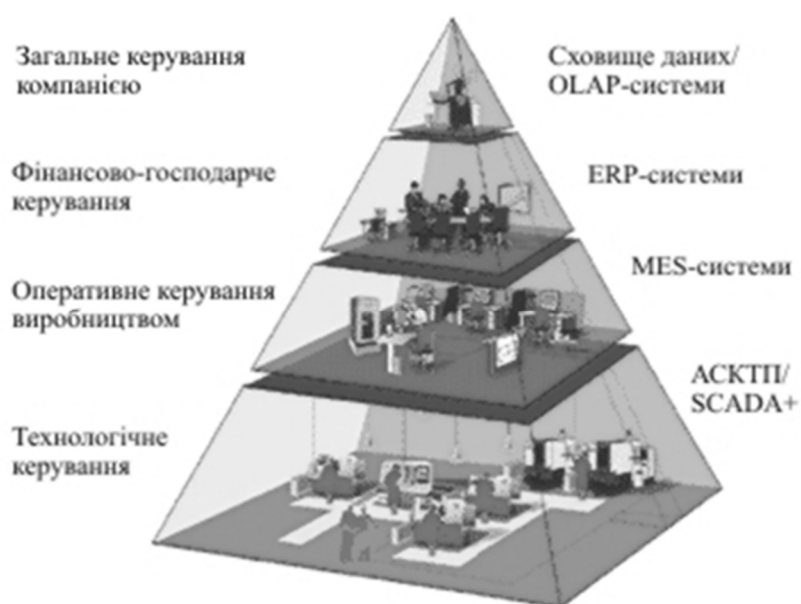 Загальне керування
компанією
Сховище даних/
OLAP-системи
Фінансово-господарче
керування
ERP-системи
Оперативне керування
виробництвом
MES-системи
Технологічне
керування
АСКТП/
SCADA+